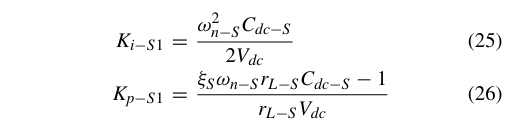 K_{i-S1} = \frac{\omega_{n-S}^{2} C_{dc-S}}{2V_{dc}} (25)
K_{p-S1} = \frac{\xi_S \omega_{n-S} r_{L-S} C_{dc-S} - 1}{r_{L-S} V_{dc}} (26)